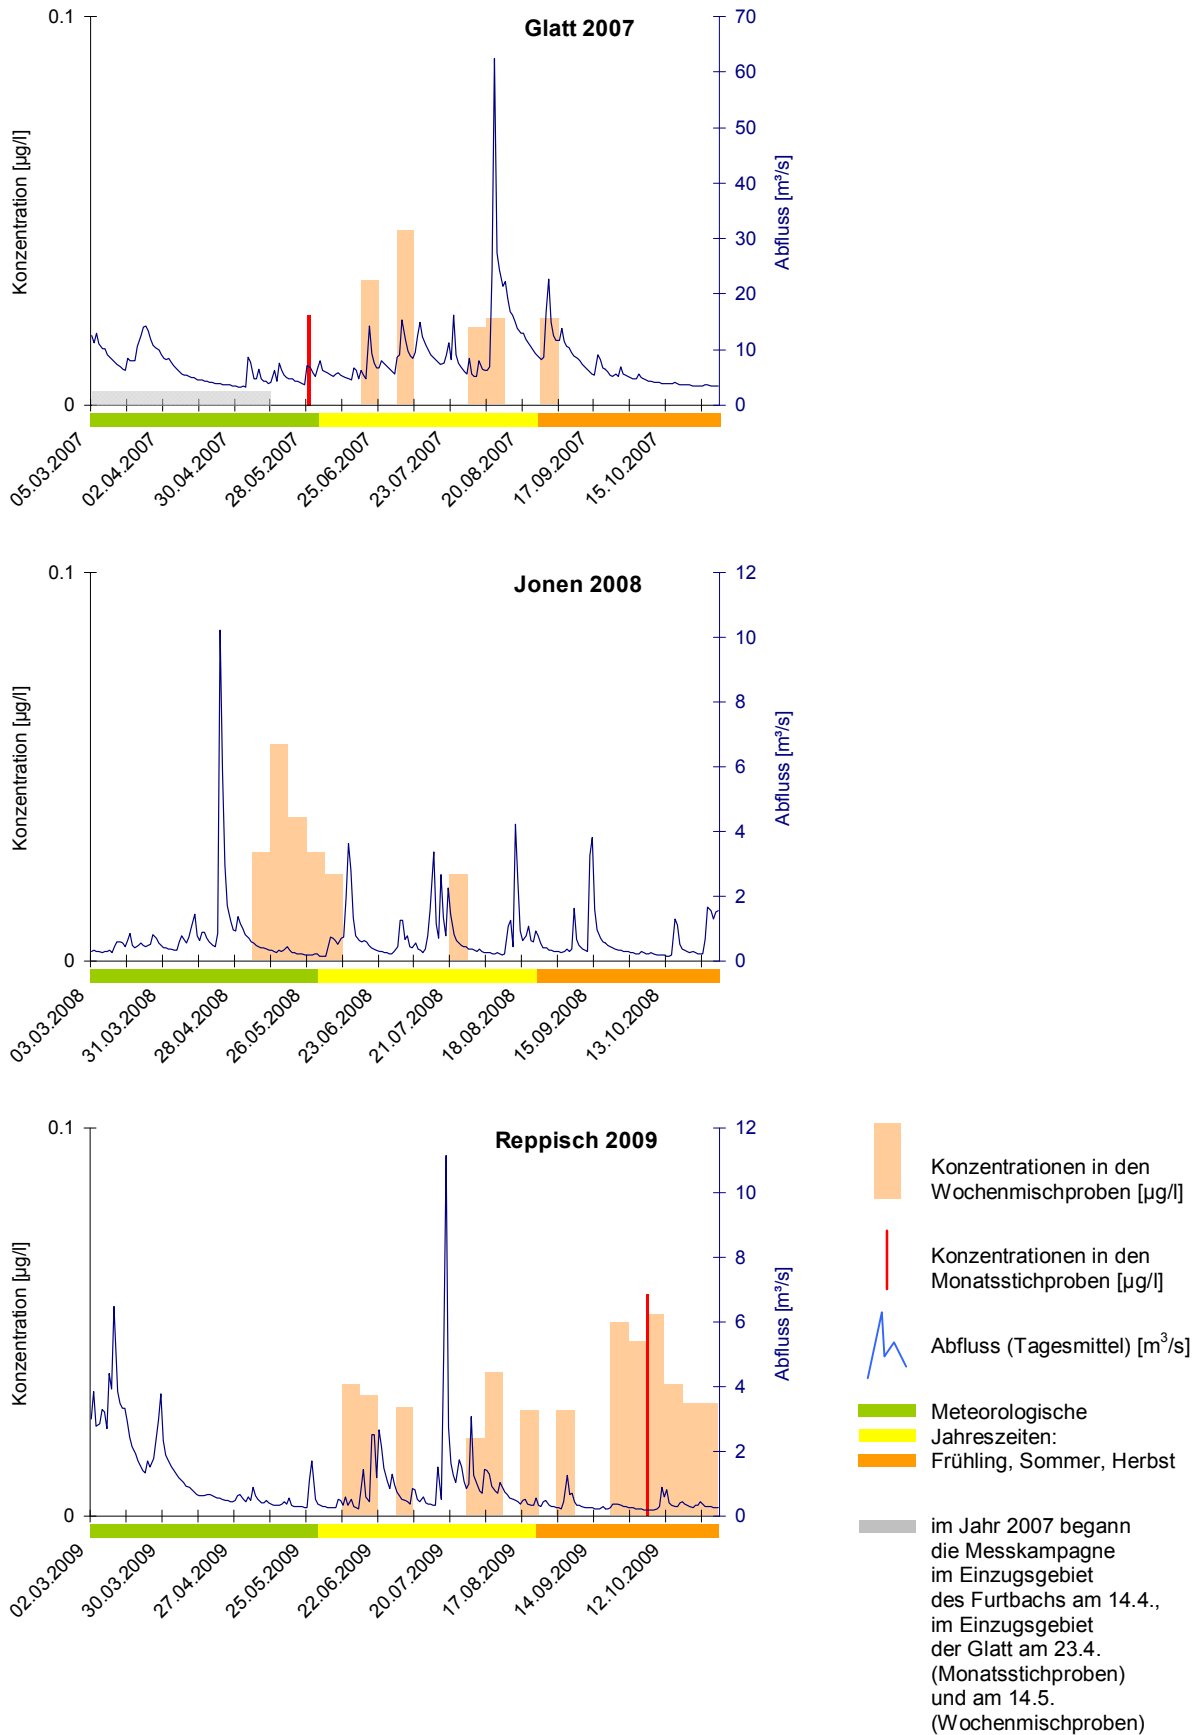 Glatt 2007
Konzentration [µg/l]
0.1
0
Abfluss [m³/s]
70
60
50
40
30
20
10
0
05.03.2007
02.04.2007
30.04.2007
28.05.2007
25.06.2007
23.07.2007
20.08.2007
17.09.2007
15.10.2007
Jonen 2008
Konzentration [µg/l]
0.1
0
Abfluss [m³/s]
12
10
8
6
4
2
0
03.03.2008
31.03.2008
28.04.2008
26.05.2008
23.06.2008
21.07.2008
18.08.2008
15.09.2008
13.10.2008
Reppisch 2009
Konzentration [µg/l]
0.1
0
Abfluss [m³/s]
12
10
8
6
4
2
0
02.03.2009
30.03.2009
27.04.2009
25.05.2009
22.06.2009
20.07.2009
17.08.2009
14.09.2009
12.10.2009
Konzentrationen in den
Wochenmischproben [µg/l]
Konzentrationen in den
Monatsstichproben [µg/l]
Abfluss (Tagesmittel) [m³/s]
Meteorologische
Jahreszeiten:
Frühling, Sommer, Herbst
im Jahr 2007 begann
die Messkampagne
im Einzugsgebiet
des Furtbachs am 14.4.,
im Einzugsgebiet
der Glatt am 23.4.
(Monatsstichproben)
und am 14.5.
(Wochenmischproben)